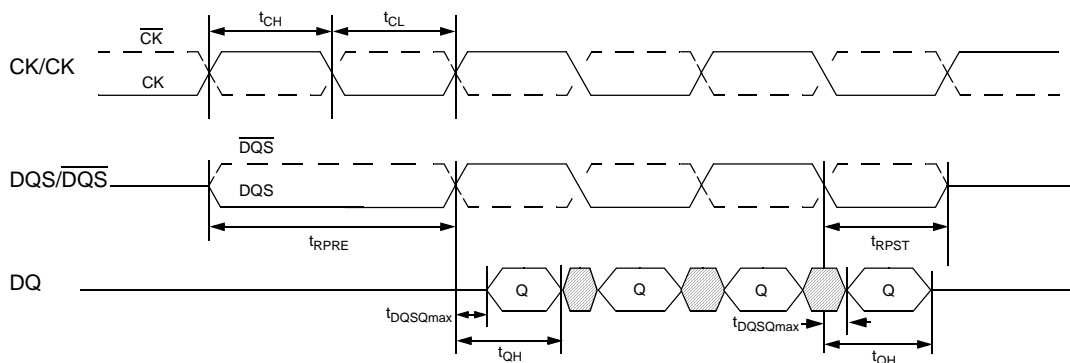 tCH
tCL
CK
CK/CK
CK
DQS
DQS/DQS
DQS
tRPRE
tRPST
DQ
Q
Q
Q
Q
tDQSQmax
tDQSQmax
tQH
tQH